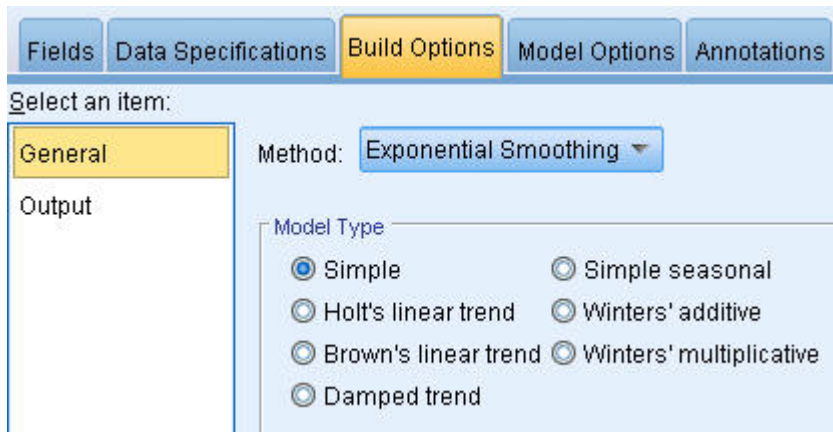 Fields Data Specifications Build Options Model Options Annotations
Select an item:
General
Output
Method: Exponential Smoothing
Model Type
Simple
Simple seasonal
Holt's linear trend
Winters' additive
Brown's linear trend
Winters' multiplicative
Damped trend